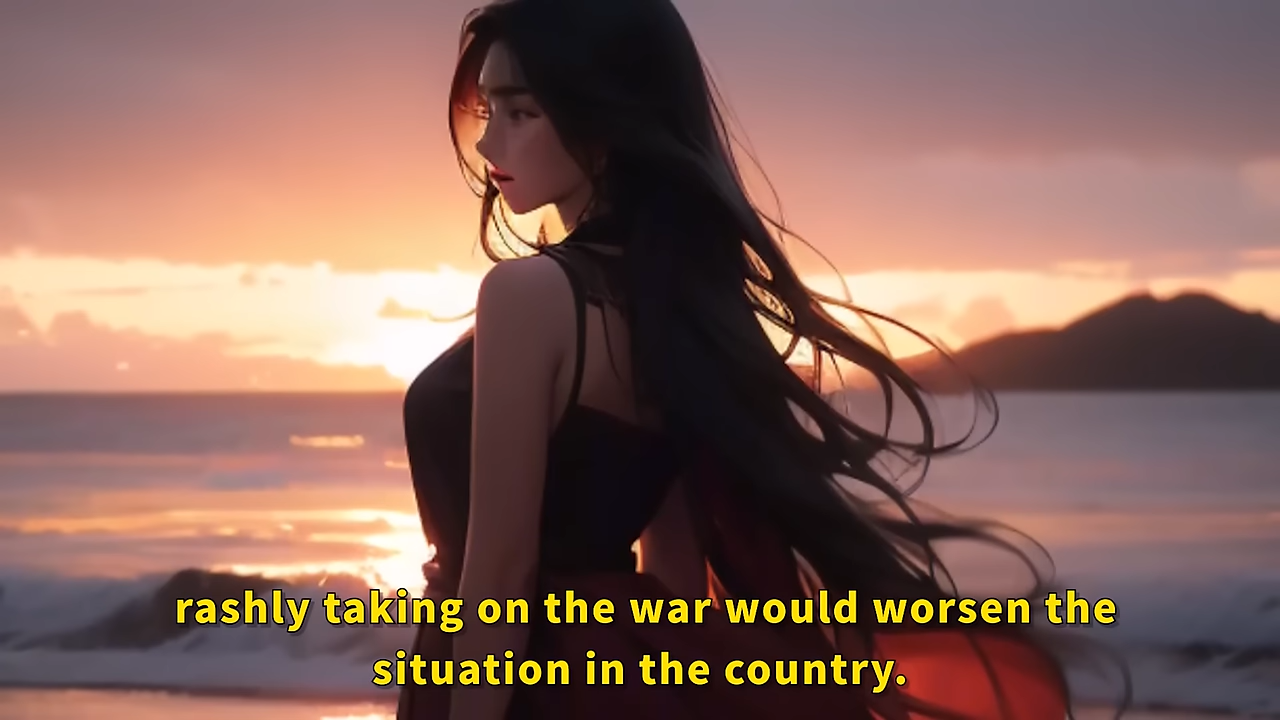 rashly taking on the war would worsen the
situation in the country.